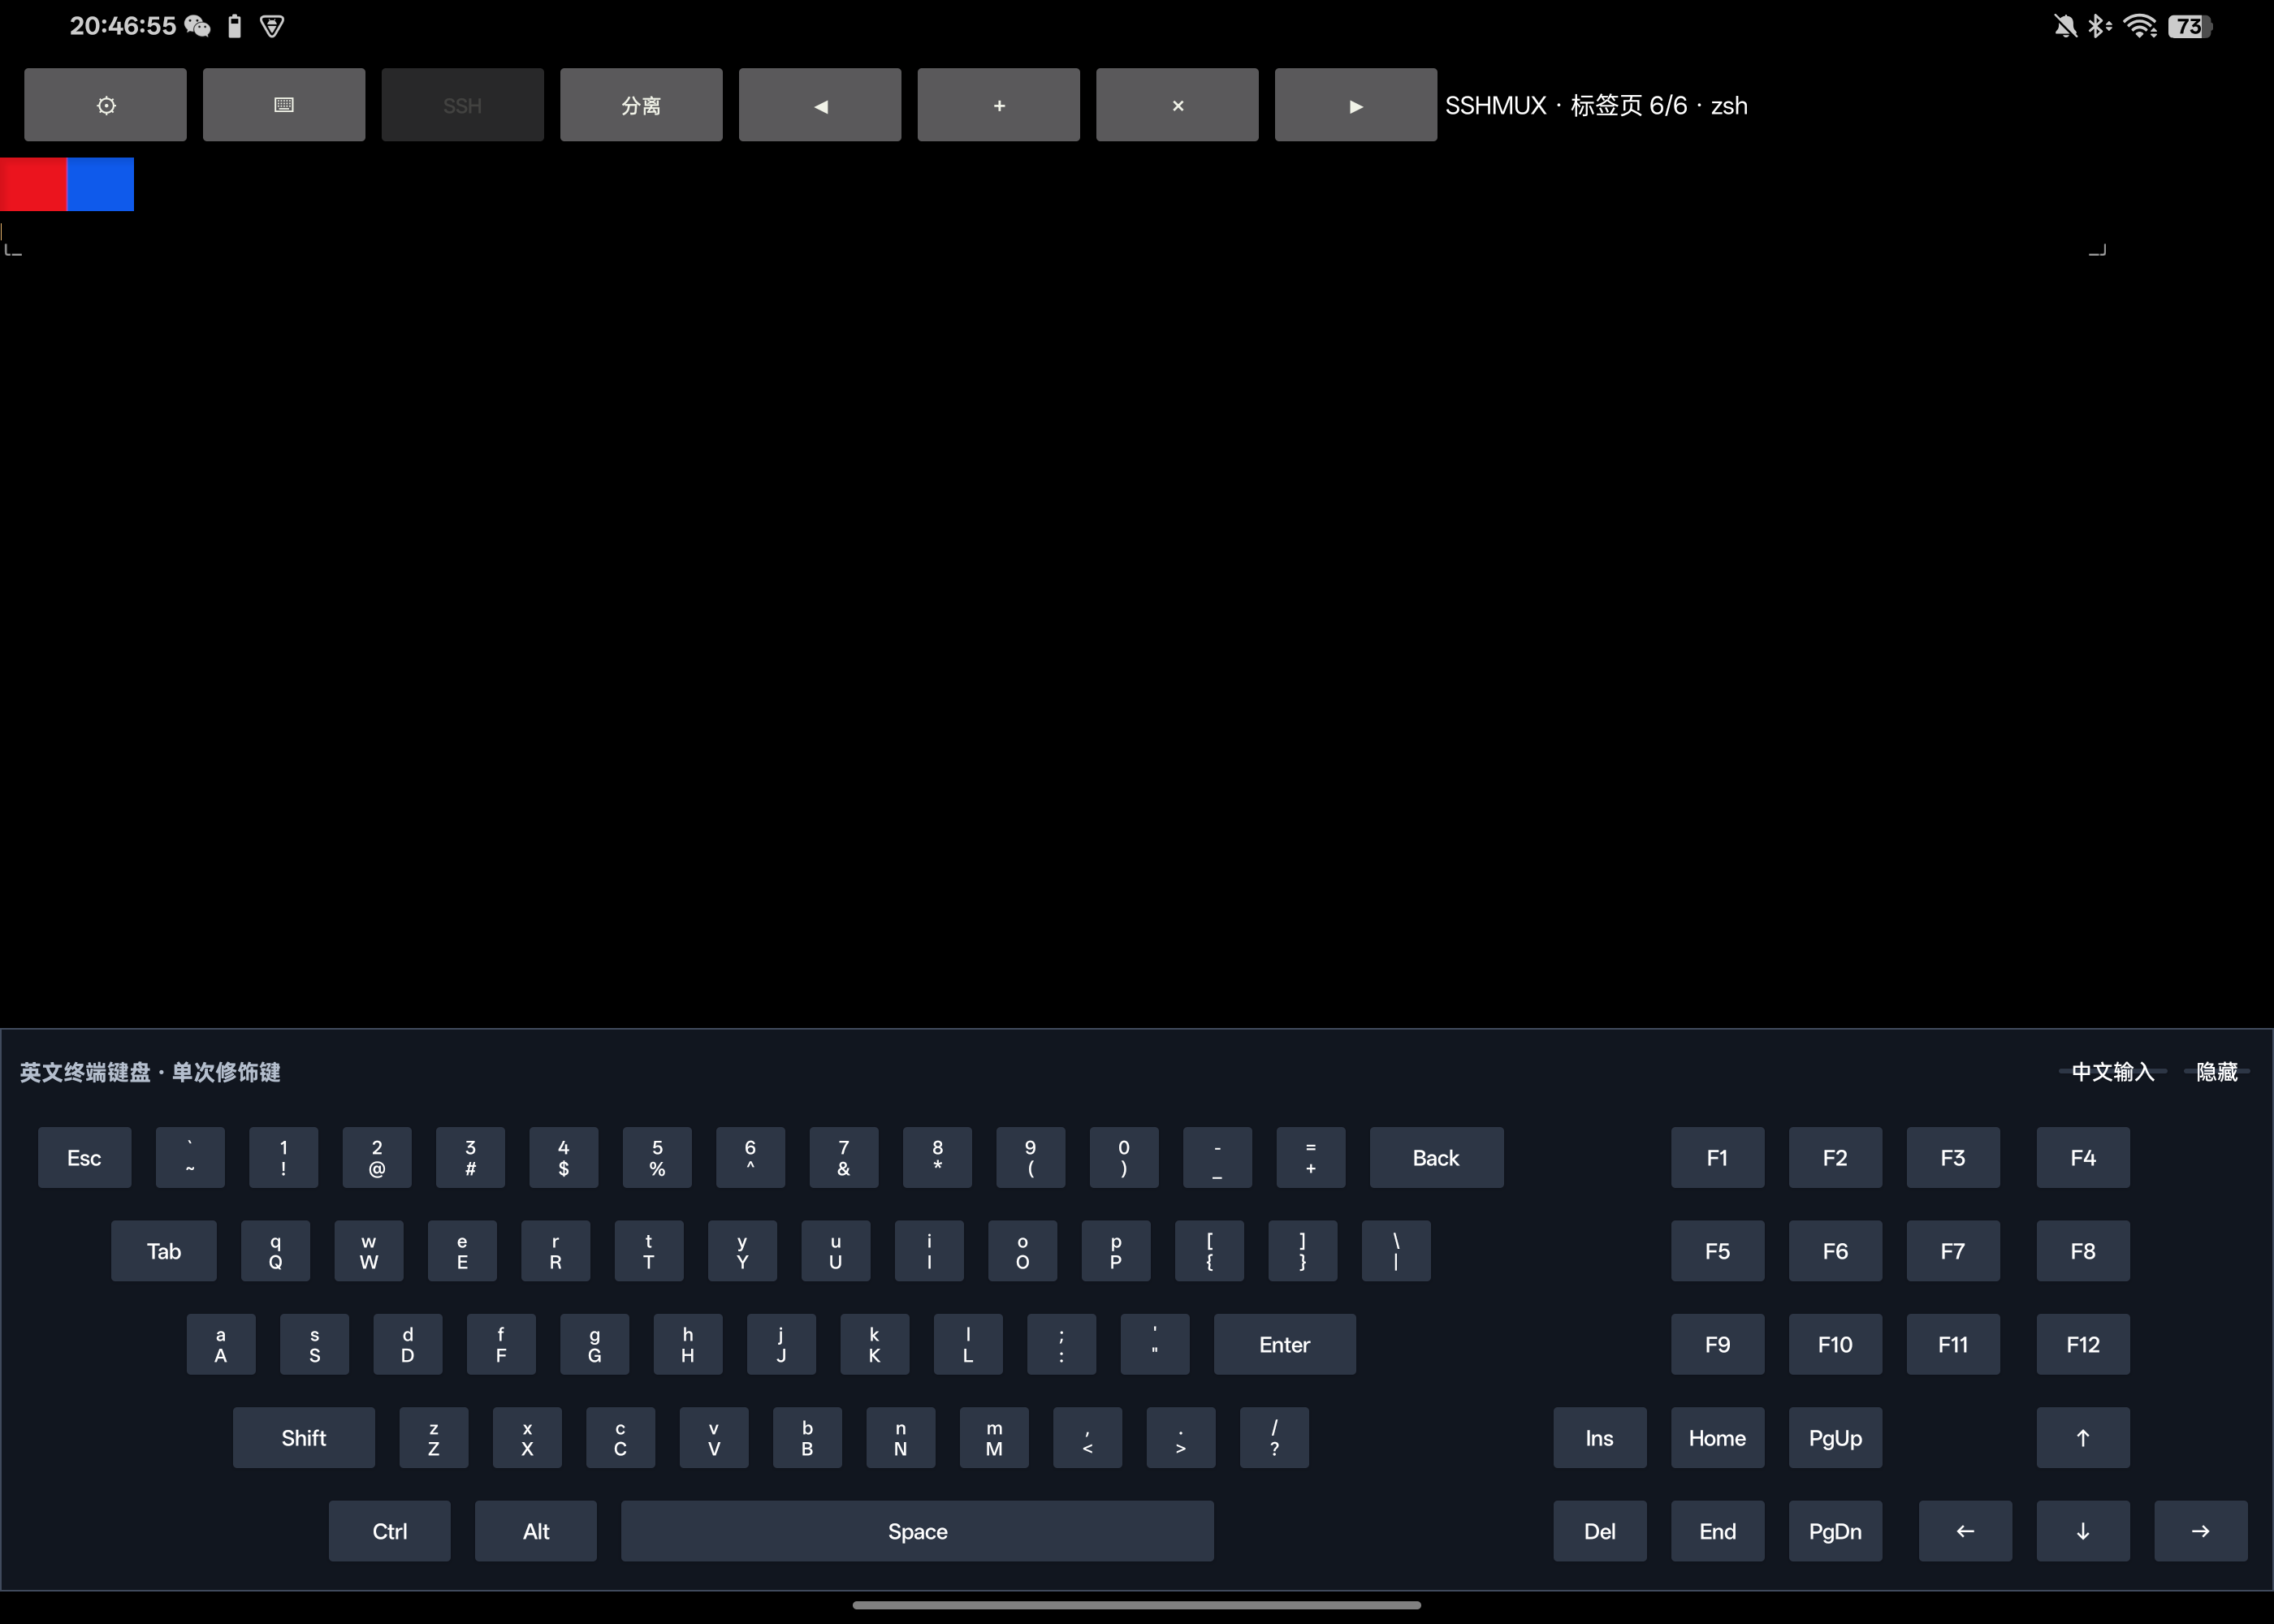 20:46:55 73
SSH 分离 ◀ + × ▶ SSHMUX · 标签页 6/6 · zsh
英文终端键盘 · 单次修饰键 中文输入 隐藏
Esc ` ~ 1 ! 2 @ 3 # 4 $ 5 % 6 ^ 7 & 8 * 9 ( 0 ) - _ = + Back F1 F2 F3 F4
Tab q Q w W e E r R t T y Y u U i I o O p P [ { ] } \ | F5 F6 F7 F8
a A s S d D f F g G h H j J k K l L ; : ' " Enter F9 F10 F11 F12
Shift z Z x X c C v V b B n N m M , < . > / ? Ins Home PgUp ↑
Ctrl Alt Space Del End PgDn ← ↓ →